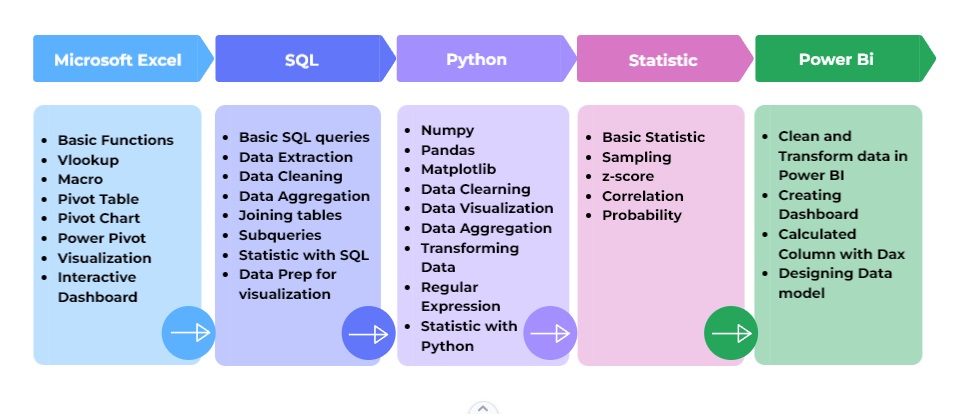 Microsoft Excel
SQL
Python
Statistic
Power Bi
Basic Functions
Vlookup
Macro
Pivot Table
Pivot Chart
Power Pivot
Visualization
Interactive
Dashboard
Basic SQL queries
Data Extraction
Data Cleaning
Data Aggregation
Joining tables
Subqueries
Statistic with SQL
Data Prep for
visualization
Numpy
Pandas
Matplotlib
Data Clearning
Data Visualization
Data Aggregation
Transforming
Data
Regular
Expression
Statistic with
Python
Basic Statistic
Sampling
z-score
Correlation
Probability
Clean and
Transform data in
Power BI
Creating
Dashboard
Calculated
Column with Dax
Designing Data
model